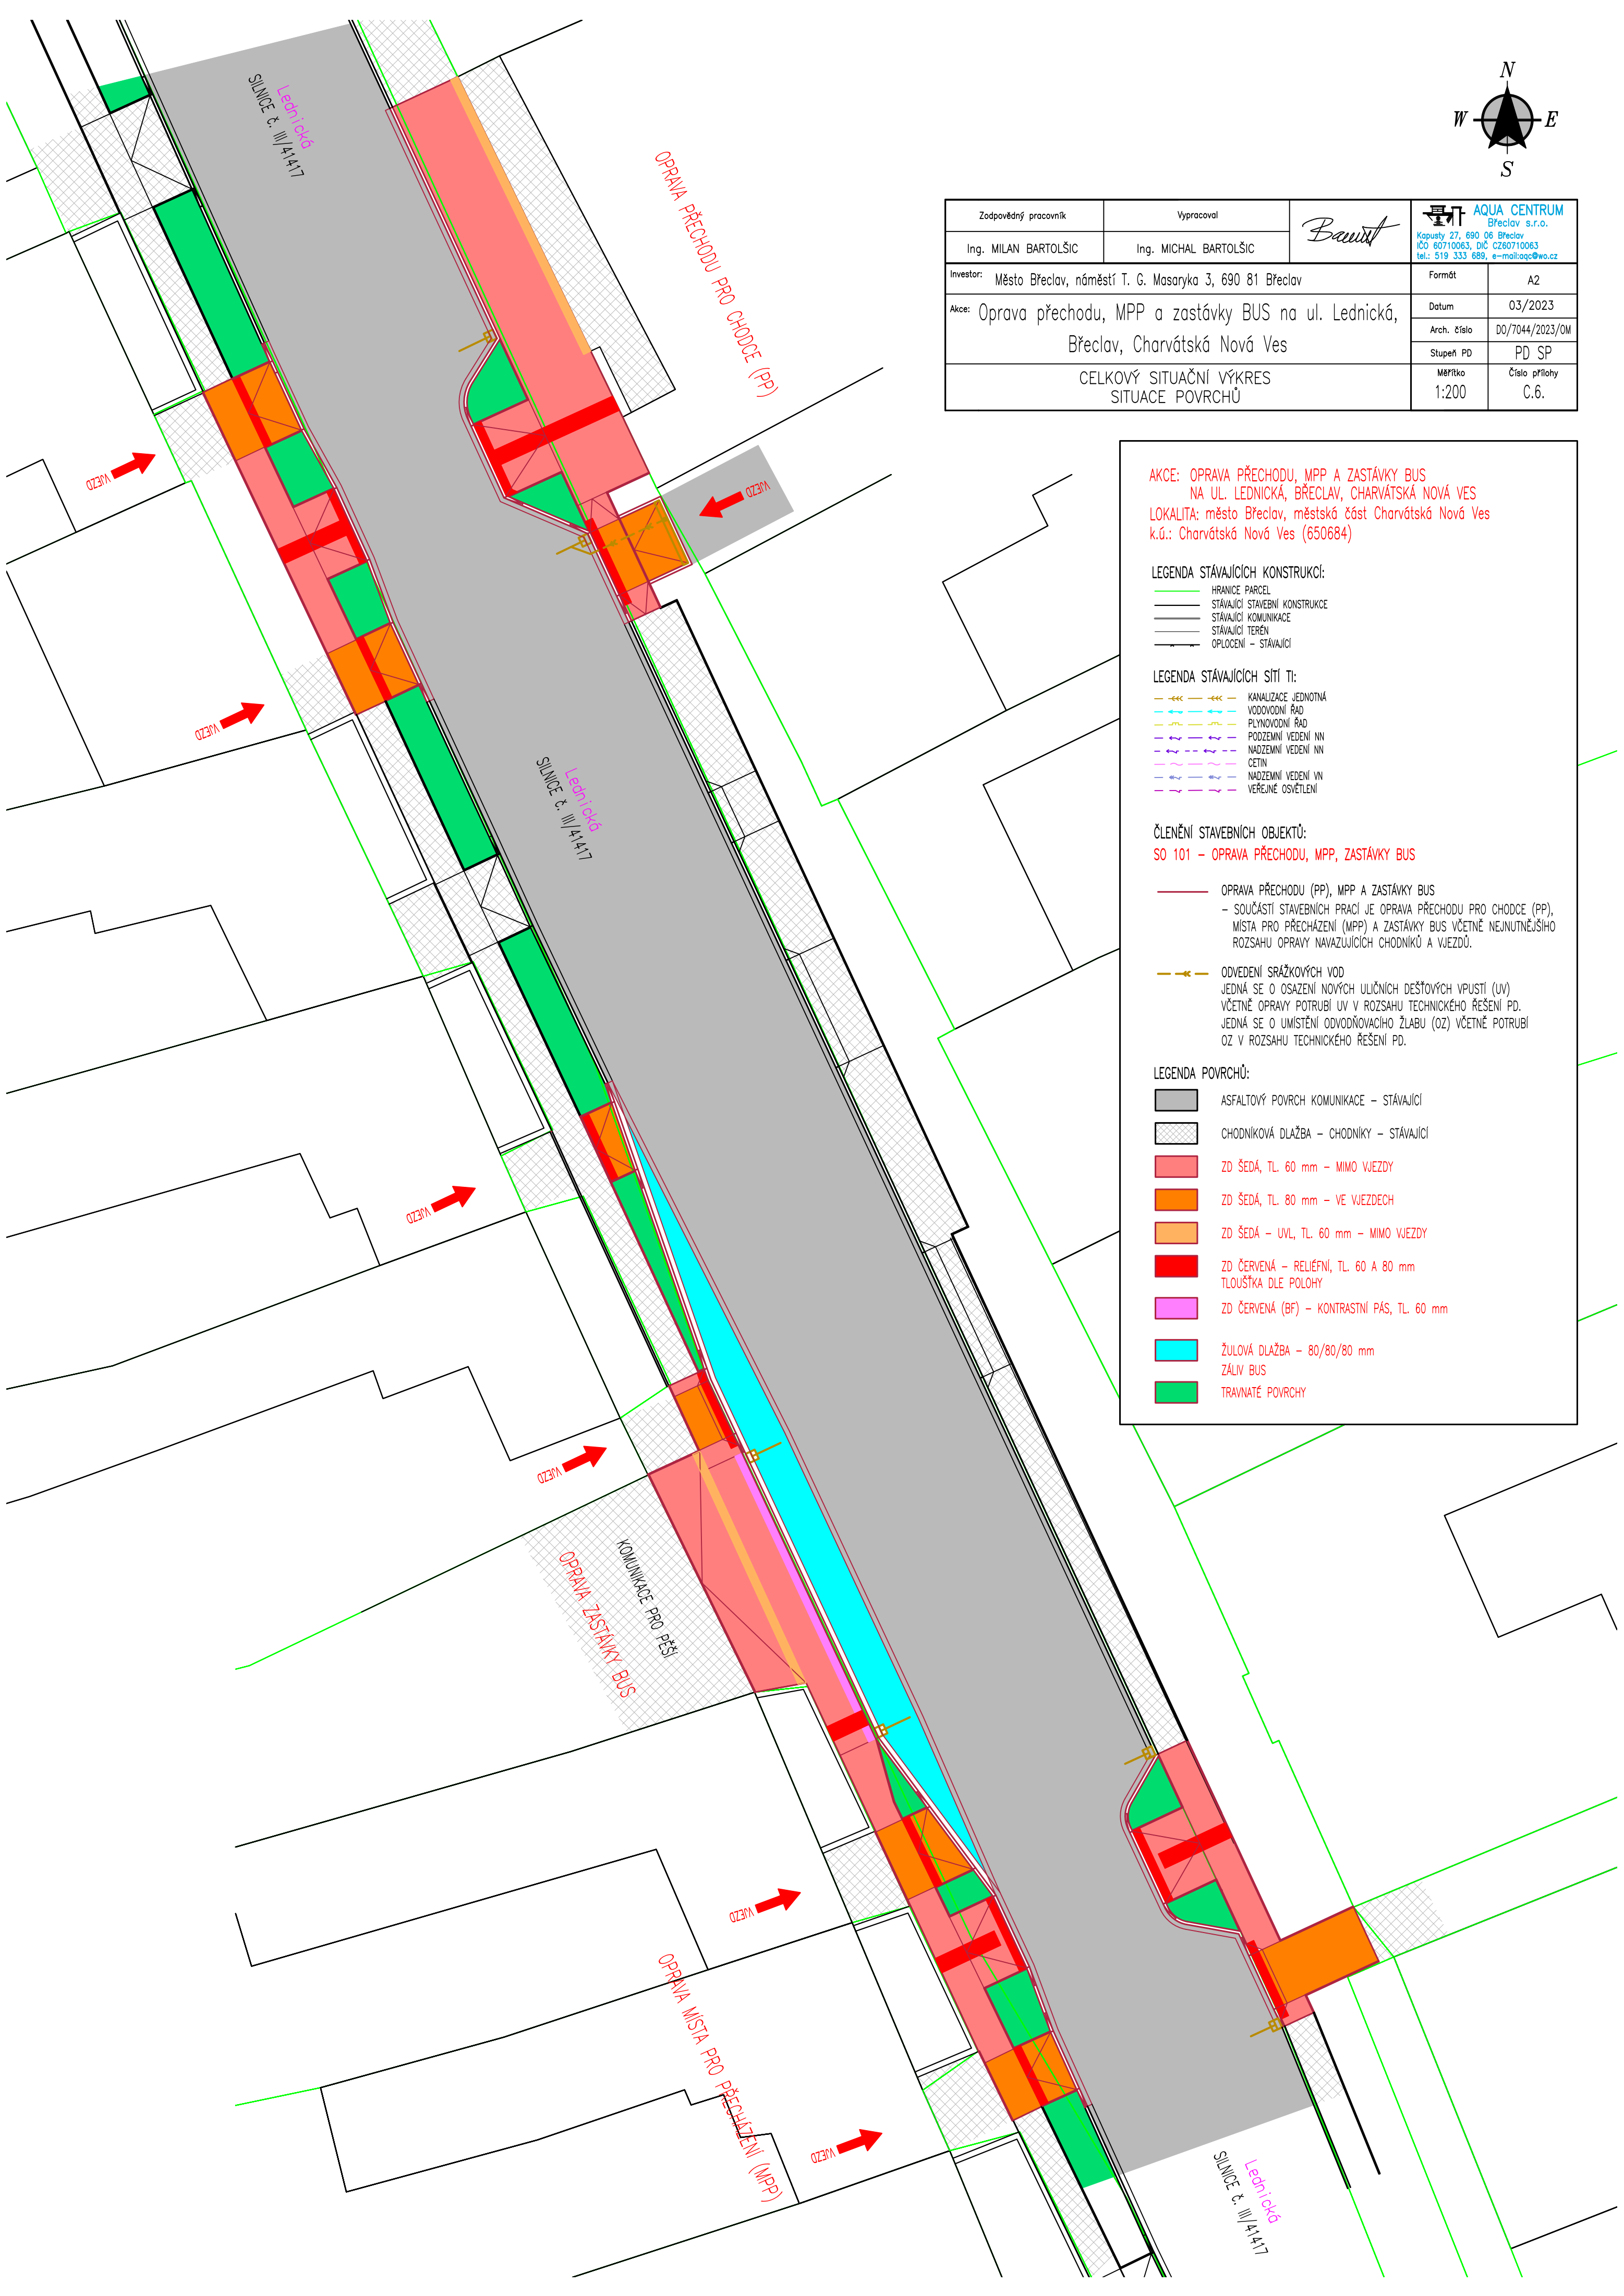 N
W
E
S
Zodpovědný pracovník
Vypracoval
Ing. MILAN BARTOLŠIC
Ing. MICHAL BARTOLŠIC
AQUA CENTRUM
Břeclav s.r.o.
Kapusty 27, 690 06 Břeclav
IČO 60710063, DIČ CZ60710063
tel.: 519 333 689, e-mail:aqc@wo.cz
Investor: Město Břeclav, náměstí T. G. Masaryka 3, 690 81 Břeclav
Formát
A2
Akce: Oprava přechodu, MPP a zastávky BUS na ul. Lednická,
Břeclav, Charvátská Nová Ves
Datum
03/2023
Arch. číslo
DO/7044/2023/OM
Stupeň PD
PD SP
CELKOVÝ SITUAČNÍ VÝKRES
SITUACE POVRCHŮ
Měřítko
1:200
Číslo přílohy
C.6.
AKCE: OPRAVA PŘECHODU, MPP A ZASTÁVKY BUS
NA UL. LEDNICKÁ, BŘECLAV, CHARVÁTSKÁ NOVÁ VES
LOKALITA: město Břeclav, městská část Charvátská Nová Ves
k.ú.: Charvátská Nová Ves (650684)
LEGENDA STÁVAJÍCÍCH KONSTRUKCÍ:
HRANICE PARCEL
STÁVAJÍCÍ STAVEBNÍ KONSTRUKCE
STÁVAJÍCÍ KOMUNIKACE
STÁVAJÍCÍ TERÉN
OPLOCENÍ – STÁVAJÍCÍ
LEGENDA STÁVAJÍCÍCH SÍTÍ TI:
KANALIZACE JEDNOTNÁ
VODOVODNÍ ŘAD
PLYNOVODNÍ ŘAD
PODZEMNÍ VEDENÍ NN
NADZEMNÍ VEDENÍ NN
CETIN
NADZEMNÍ VEDENÍ VN
VEŘEJNÉ OSVĚTLENÍ
ČLENĚNÍ STAVEBNÍCH OBJEKTŮ:
SO 101 – OPRAVA PŘECHODU, MPP, ZASTÁVKY BUS
OPRAVA PŘECHODU (PP), MPP A ZASTÁVKY BUS
– SOUČÁSTÍ STAVEBNÍCH PRACÍ JE OPRAVA PŘECHODU PRO CHODCE (PP),
MÍSTA PRO PŘECHÁZENÍ (MPP) A ZASTÁVKY BUS VČETNĚ NEJNUTNĚJŠÍHO
ROZSAHU OPRAVY NAVAZUJÍCÍCH CHODNÍKŮ A VJEZDŮ.
ODVEDENÍ SRÁŽKOVÝCH VOD
JEDNÁ SE O OSAZENÍ NOVÝCH ULIČNÍCH DEŠŤOVÝCH VPUSTÍ (UV)
VČETNĚ OPRAVY POTRUBÍ UV V ROZSAHU TECHNICKÉHO ŘEŠENÍ PD.
JEDNÁ SE O UMÍSTĚNÍ ODVODŇOVACÍHO ŽLABU (OZ) VČETNĚ POTRUBÍ
OZ V ROZSAHU TECHNICKÉHO ŘEŠENÍ PD.
LEGENDA POVRCHŮ:
ASFALTOVÝ POVRCH KOMUNIKACE – STÁVAJÍCÍ
CHODNÍKOVÁ DLAŽBA – CHODNÍKY – STÁVAJÍCÍ
ZD ŠEDÁ, TL. 60 mm – MIMO VJEZDY
ZD ŠEDÁ, TL. 80 mm – VE VJEZDECH
ZD ŠEDÁ – UVL, TL. 60 mm – MIMO VJEZDY
ZD ČERVENÁ – RELIÉFNÍ, TL. 60 A 80 mm
TLOUŠŤKA DLE POLOHY
ZD ČERVENÁ (BF) – KONTRASTNÍ PÁS, TL. 60 mm
ŽULOVÁ DLAŽBA – 80/80/80 mm
ZÁLIV BUS
TRAVNATÉ POVRCHY
Lednická
SILNICE č. III/41417
OPRAVA PŘECHODU PRO CHODCE (PP)
VJEZD
VJEZD
VJEZD
Lednická
SILNICE č. III/41417
VJEZD
VJEZD
KOMUNIKACE PRO PĚŠÍ
OPRAVA ZASTÁVKY BUS
VJEZD
OPRAVA MÍSTA PRO PŘECHÁZENÍ (MPP)
VJEZD
Lednická
SILNICE č. III/41417